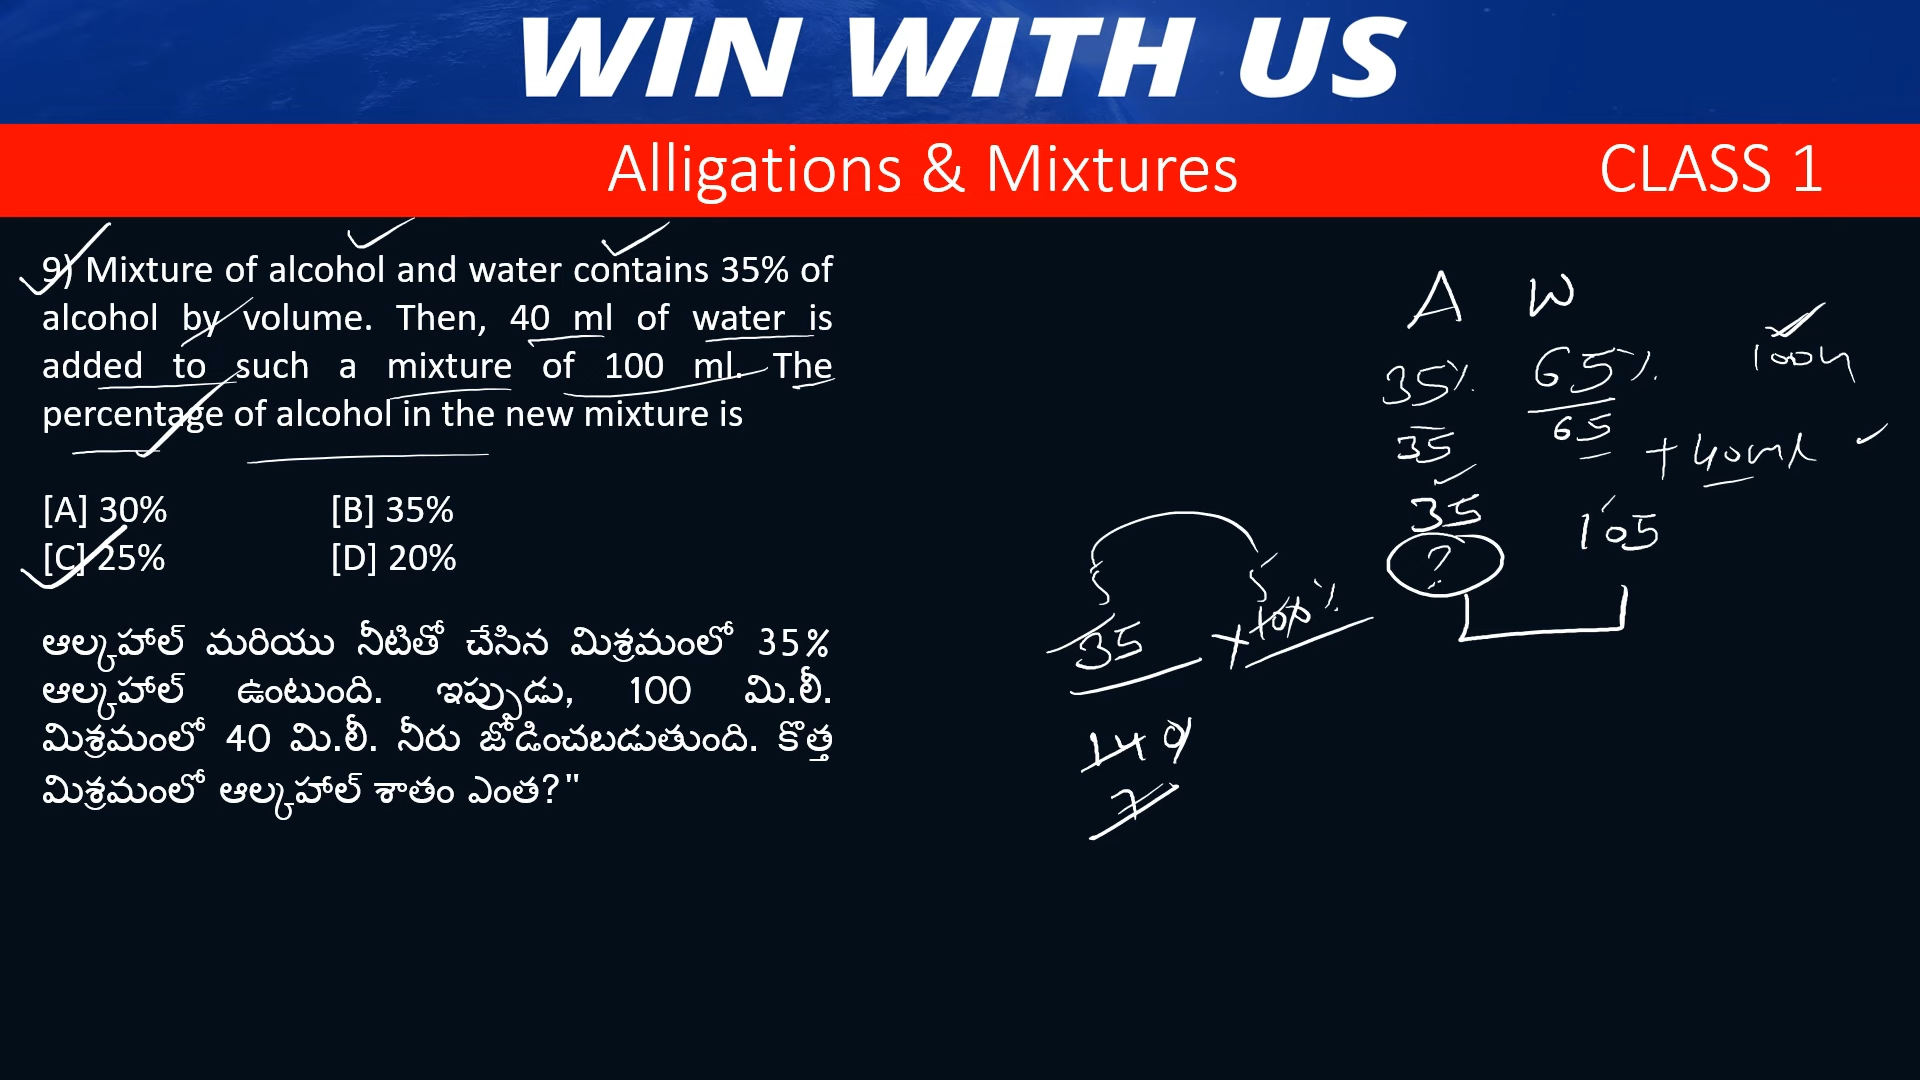 WIN WITH US
Alligations & Mixtures CLASS 1
9) Mixture of alcohol and water contains 35% of
alcohol by volume. Then, 40 ml of water is
added to such a mixture of 100 ml. The
percentage of alcohol in the new mixture is
[A] 30% [B] 35%
[C] 25% [D] 20%
ఆల్కహాల్ మరియు నీటితో చేసిన మిశ్రమంలో 35%
ఆల్కహాల్ ఉంటుంది. ఇప్పుడు, 100 మి.లీ.
మిశ్రమంలో 40 మి.లీ. నీరు జోడించబడుతుంది. కొత్త
మిశ్రమంలో ఆల్కహాల్ శాతం ఎంత?"
A W
35% 65%
35 65
+ 40ml
35 105
?
35 × 100%
140
7